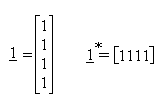 1 = [1 1 1 1]
1* = [1111]